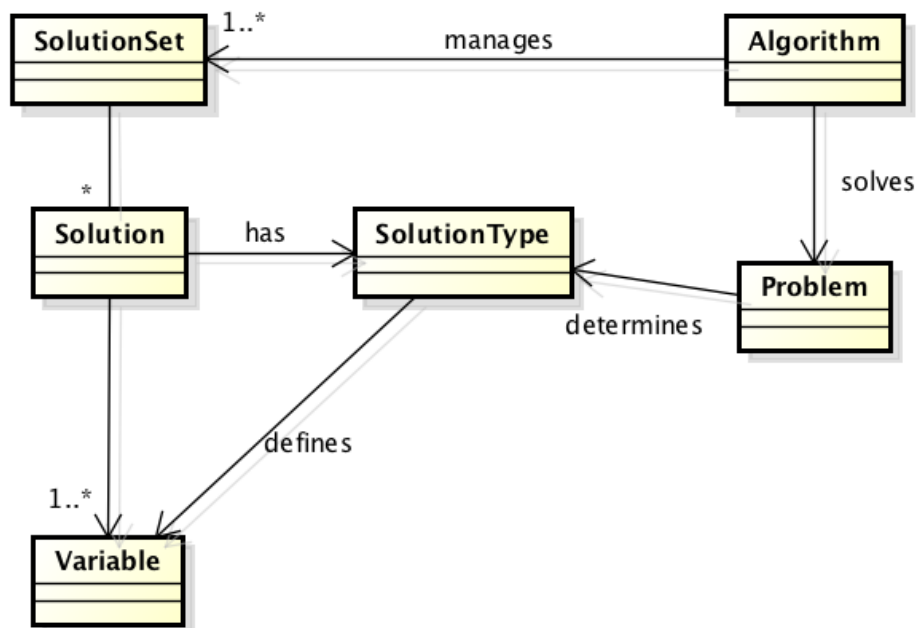 SolutionSet
1..*
manages
Algorithm
*
solves
Solution
has
SolutionType
Problem
determines
defines
1..*
Variable